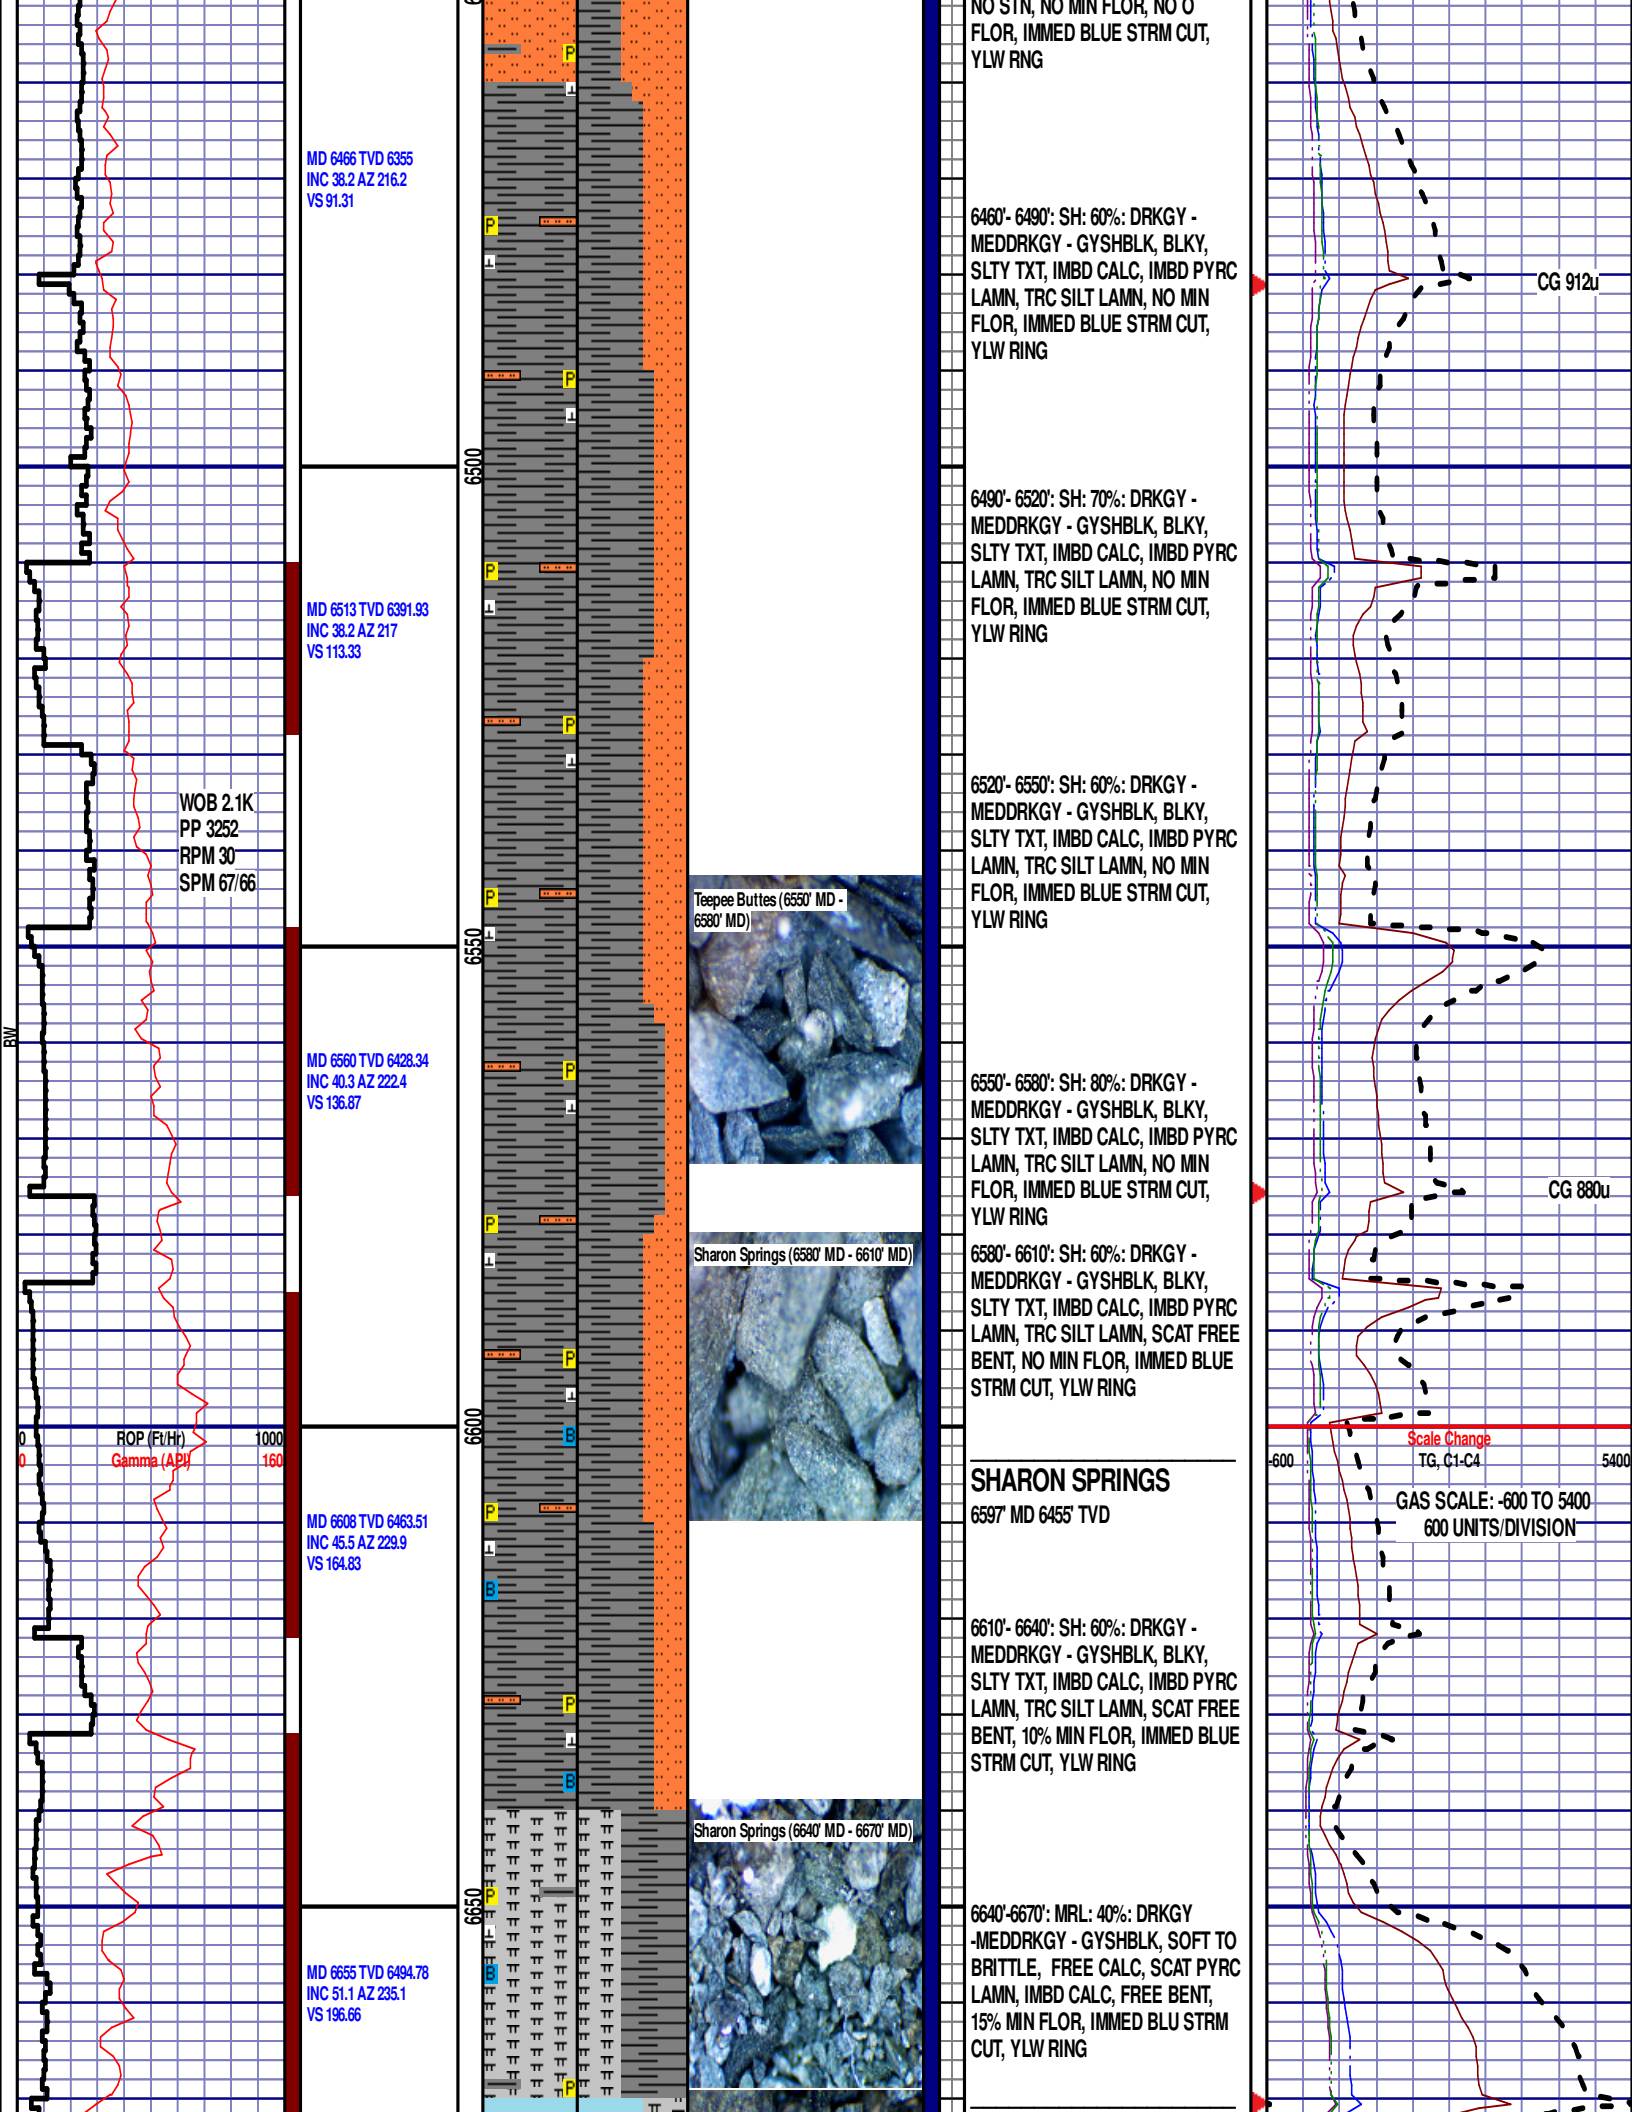 NO STN, NO MIN FLOR, NO O
FLOR, IMMED BLUE STRM CUT,
YLW RNG
MD 6466 TVD 6355
INC 38.2 AZ 216.2
VS 91.31
6460'- 6490': SH: 60%: DRKGY -
MEDDRKGY - GYSHBLK, BLKY,
SLTY TXT, IMBD CALC, IMBD PYRC
LAMN, TRC SILT LAMN, NO MIN
FLOR, IMMED BLUE STRM CUT,
YLW RING
CG 912u
6500
6490'- 6520': SH: 70%: DRKGY -
MEDDRKGY - GYSHBLK, BLKY,
SLTY TXT, IMBD CALC, IMBD PYRC
LAMN, TRC SILT LAMN, NO MIN
FLOR, IMMED BLUE STRM CUT,
YLW RING
MD 6513 TVD 6391.93
INC 38.2 AZ 217
VS 113.33
WOB 2.1K
PP 3252
RPM 30
SPM 67/66
6520'- 6550': SH: 60%: DRKGY -
MEDDRKGY - GYSHBLK, BLKY,
SLTY TXT, IMBD CALC, IMBD PYRC
LAMN, TRC SILT LAMN, NO MIN
FLOR, IMMED BLUE STRM CUT,
YLW RING
Teepee Buttes (6550' MD -
6580' MD)
6550
BW
MD 6560 TVD 6428.34
INC 40.3 AZ 222.4
VS 136.87
6550'- 6580': SH: 80%: DRKGY -
MEDDRKGY - GYSHBLK, BLKY,
SLTY TXT, IMBD CALC, IMBD PYRC
LAMN, TRC SILT LAMN, NO MIN
FLOR, IMMED BLUE STRM CUT,
YLW RING
CG 880u
Sharon Springs (6580' MD - 6610' MD)
6580'- 6610': SH: 60%: DRKGY -
MEDDRKGY - GYSHBLK, BLKY,
SLTY TXT, IMBD CALC, IMBD PYRC
LAMN, TRC SILT LAMN, SCAT FREE
BENT, NO MIN FLOR, IMMED BLUE
STRM CUT, YLW RING
6600
0 ROP (Ft/Hr) 1000
0 Gamma (API) 160
Scale Change
-600 TG, C1-C4 5400
GAS SCALE: -600 TO 5400
600 UNITS/DIVISION
SHARON SPRINGS
6597' MD 6455' TVD
MD 6608 TVD 6463.51
INC 45.5 AZ 229.9
VS 164.83
6610'- 6640': SH: 60%: DRKGY -
MEDDRKGY - GYSHBLK, BLKY,
SLTY TXT, IMBD CALC, IMBD PYRC
LAMN, TRC SILT LAMN, SCAT FREE
BENT, 10% MIN FLOR, IMMED BLUE
STRM CUT, YLW RING
Sharon Springs (6640' MD - 6670' MD)
6650
6640'-6670': MRL: 40%: DRKGY
-MEDDRKGY - GYSHBLK, SOFT TO
BRITTLE, FREE CALC, SCAT PYRC
LAMN, IMBD CALC, FREE BENT,
15% MIN FLOR, IMMED BLU STRM
CUT, YLW RING
MD 6655 TVD 6494.78
INC 51.1 AZ 235.1
VS 196.66